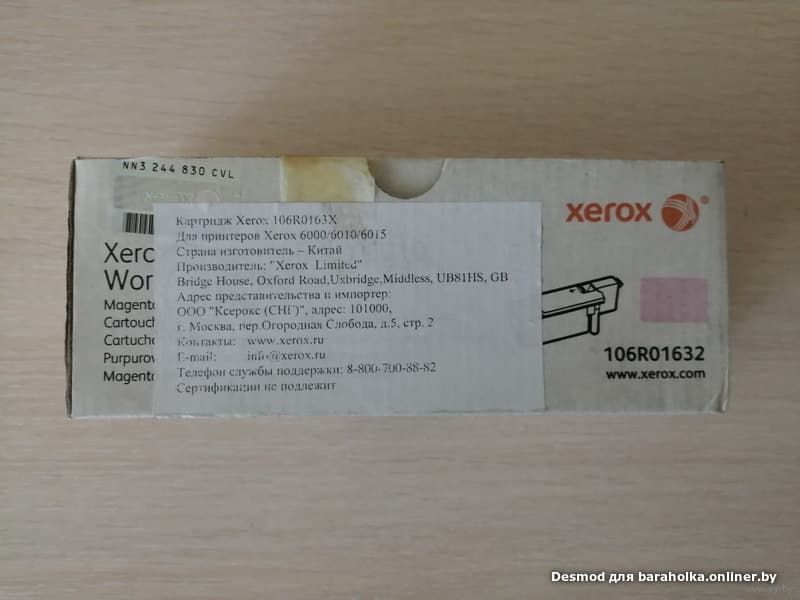 NN3 244 830 CVL
xerox
xerox
Картридж Xerox 106R0163X
Для принтеров Xerox 6000/6010/6015
Страна изготовитель – Китай
Производитель: "Xerox Limited"
Bridge House, Oxford Road,Uxbridge,Middless, UB81HS, GB
Адрес представительства и импортер:
ООО "Ксерокс (СНГ)", адрес: 101000,
г. Москва, пер.Огородная Слобода, д.5, стр. 2
Контакты: www.xerox.ru
E-mail: info@xerox.ru
Телефон службы поддержки: 8-800-700-88-82
Сертификации не подлежит
Xero
Wor
Magenta
Cartouch
Cartucho
Purpurov
Magenta
106R01632
www.xerox.com
Desmod для baraholka.onliner.by